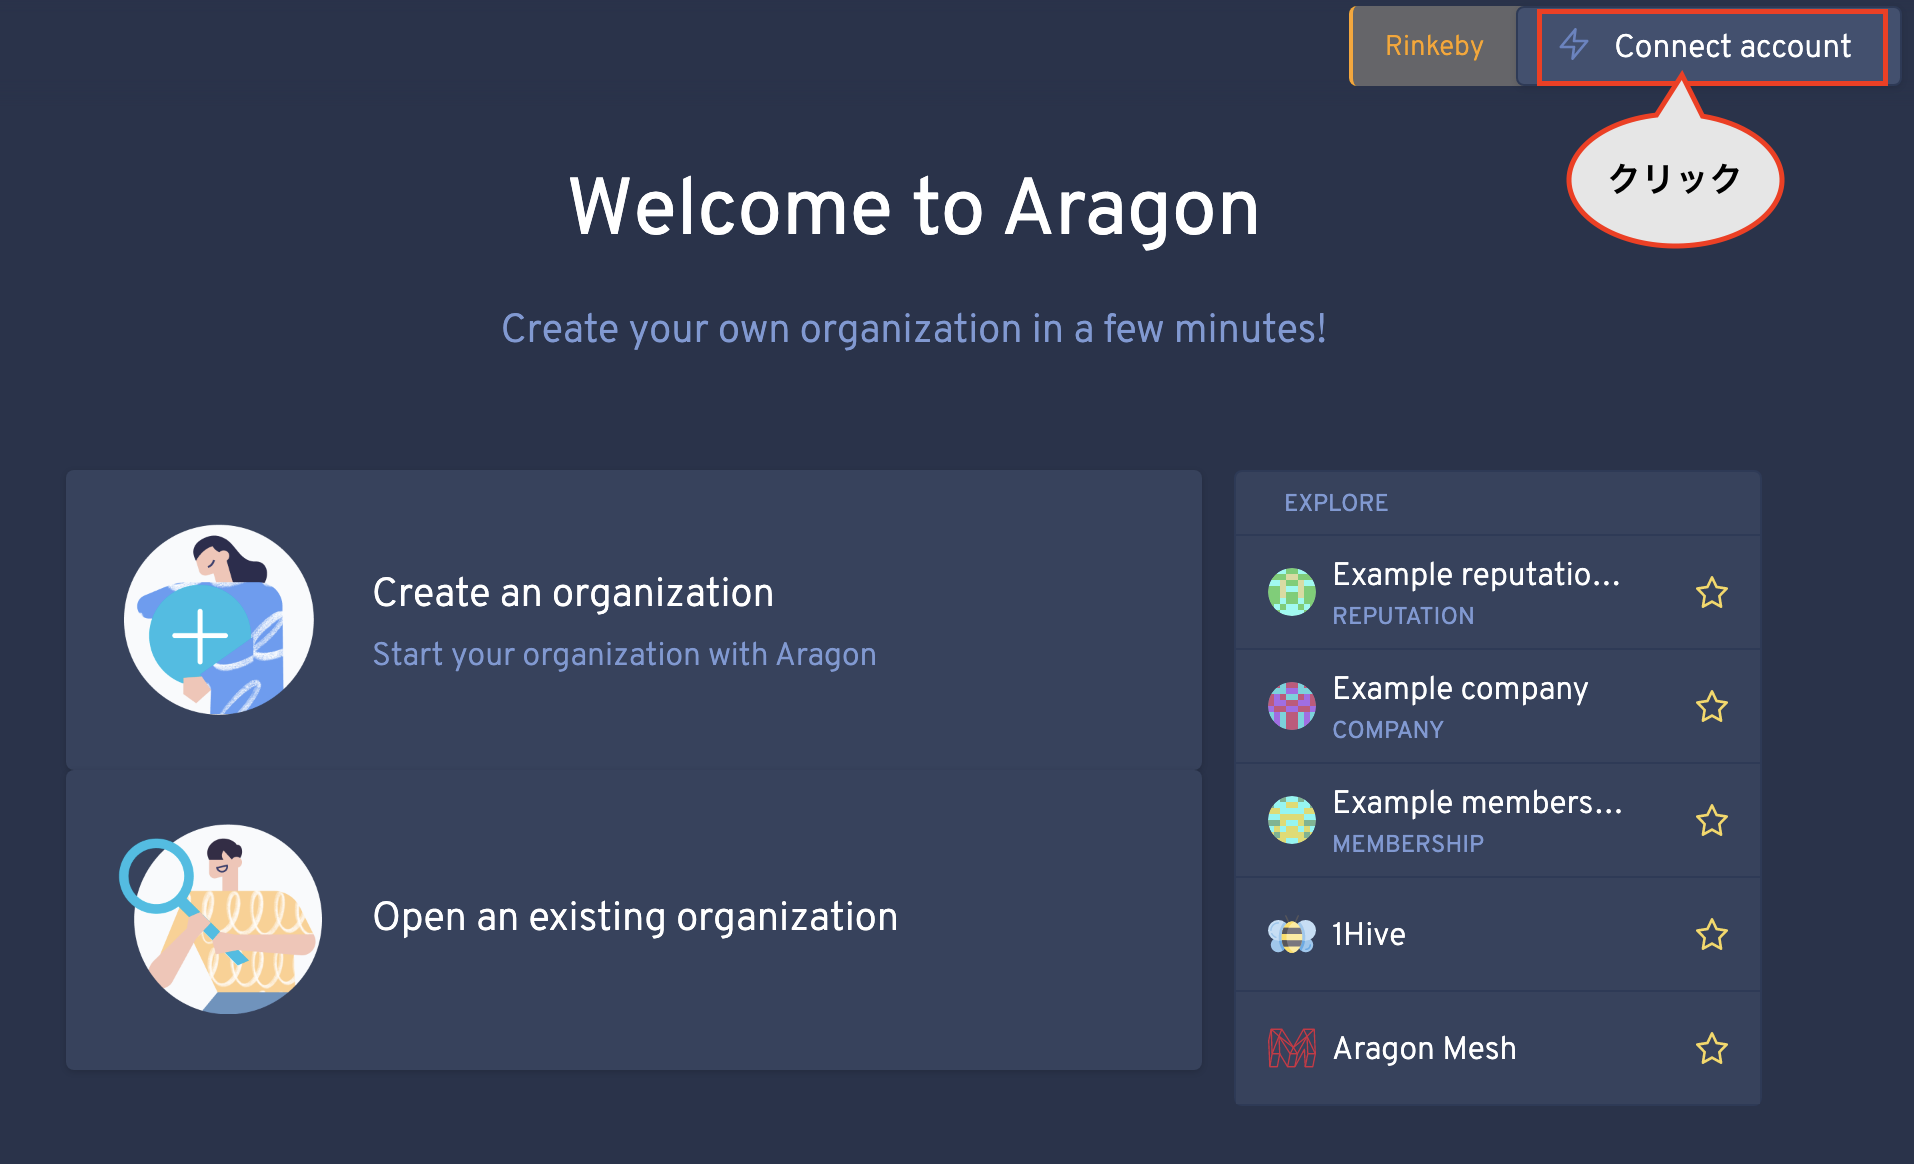 Rinkeby
Connect account
クリック
Welcome to Aragon
Create your own organization in a few minutes!
Create an organization
Start your organization with Aragon
Open an existing organization
EXPLORE
Example reputatio...
REPUTATION
Example company
COMPANY
Example members...
MEMBERSHIP
1Hive
Aragon Mesh